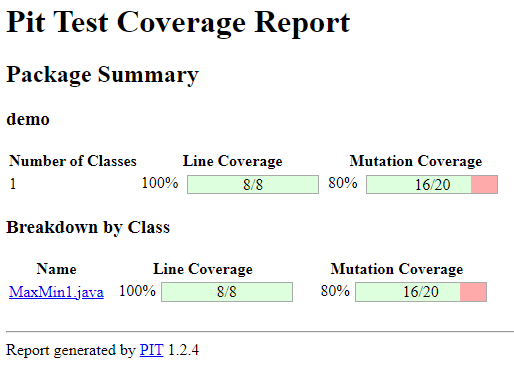 Pit Test Coverage Report
Package Summary
demo
Number of Classes Line Coverage Mutation Coverage
1 100% 8/8 80% 16/20
Breakdown by Class
Name Line Coverage Mutation Coverage
MaxMin1.java 100% 8/8 80% 16/20
Report generated by PIT 1.2.4